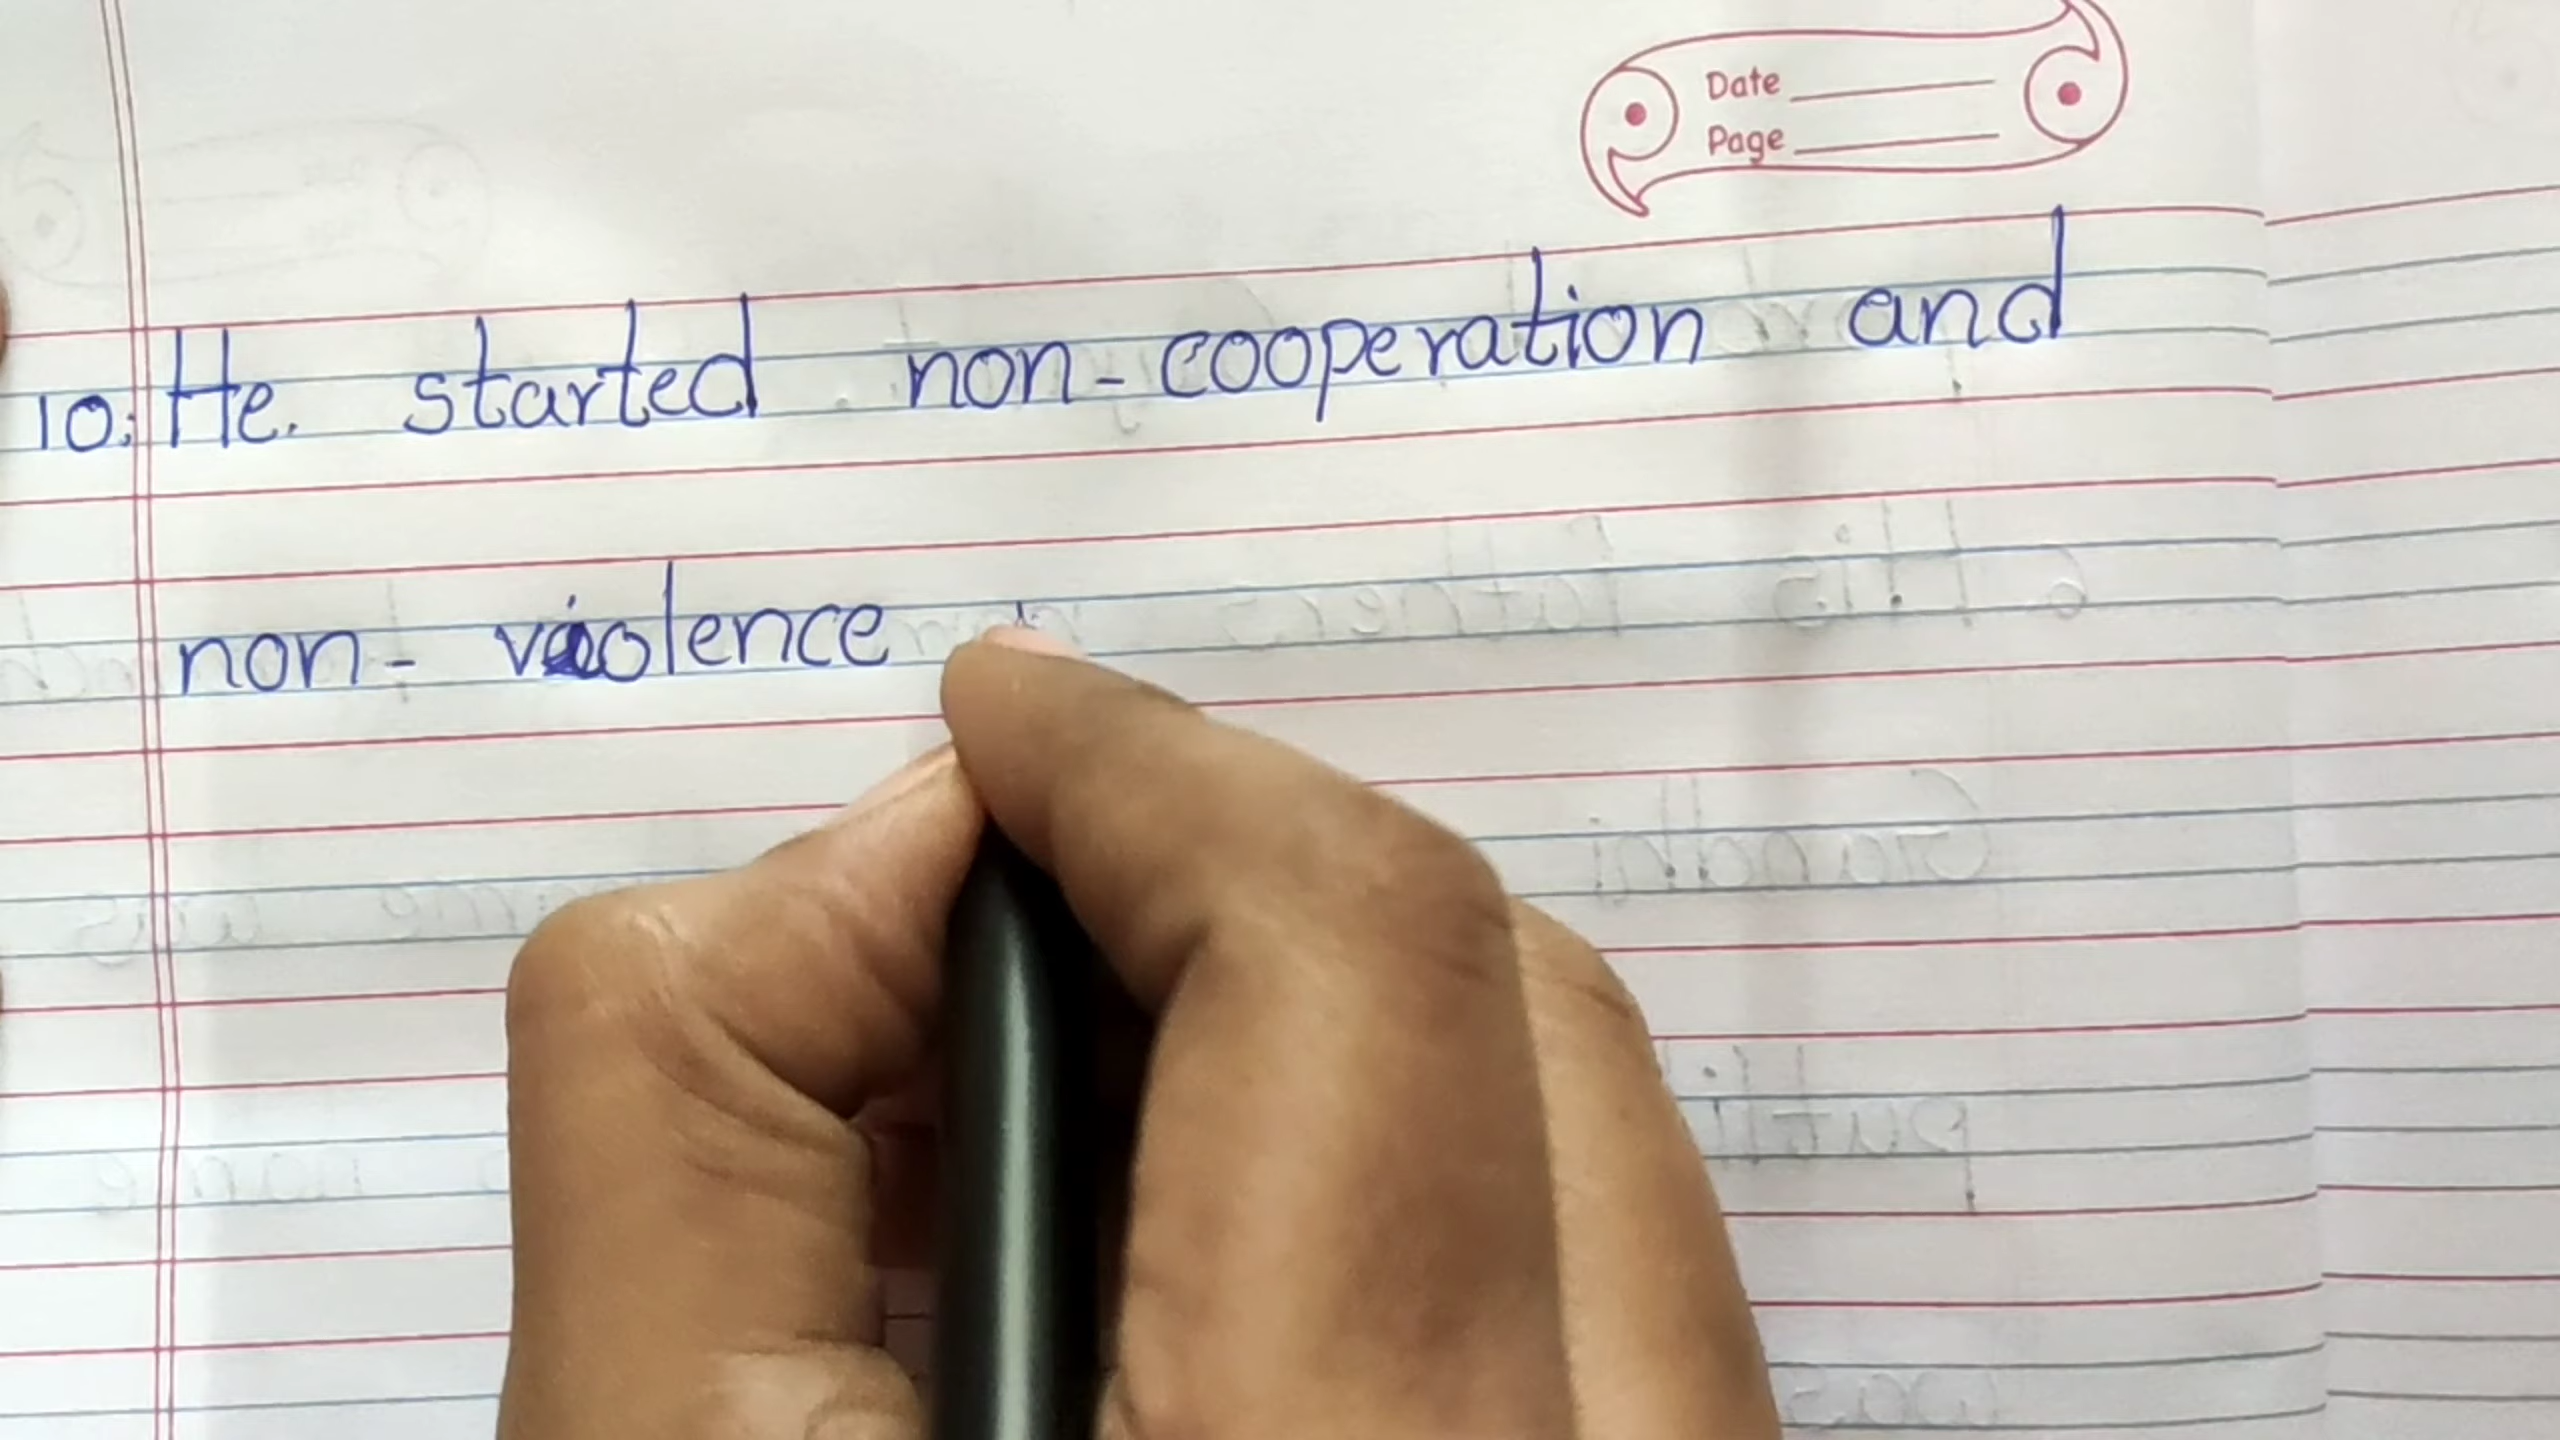 Date
Page
10. He. started non-cooperation and
non- violence